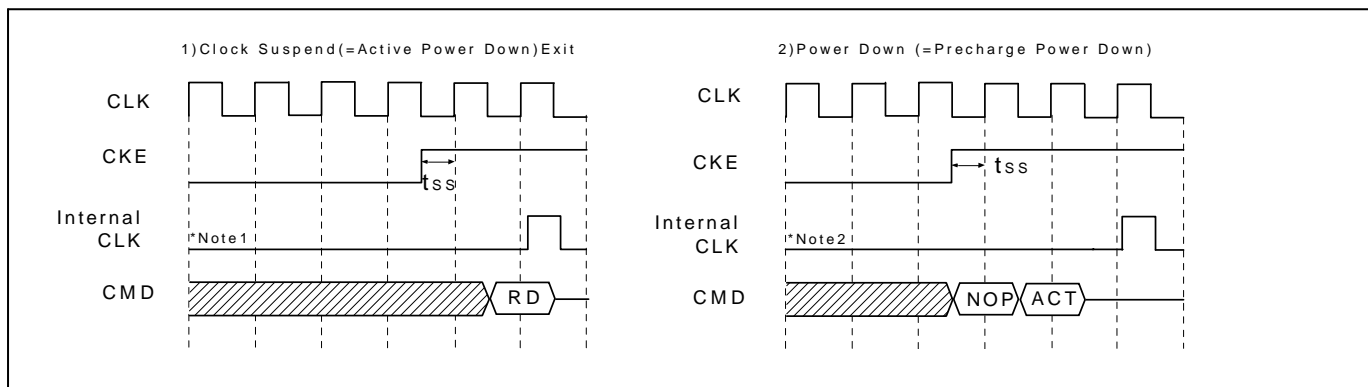 1)Clock Suspend(=Active Power Down)Exit
CLK
CKE
tss
Internal
CLK
*Note1
CMD
RD
2)Power Down (=Precharge Power Down)
CLK
CKE
tss
Internal
CLK
*Note2
CMD
NOP
ACT